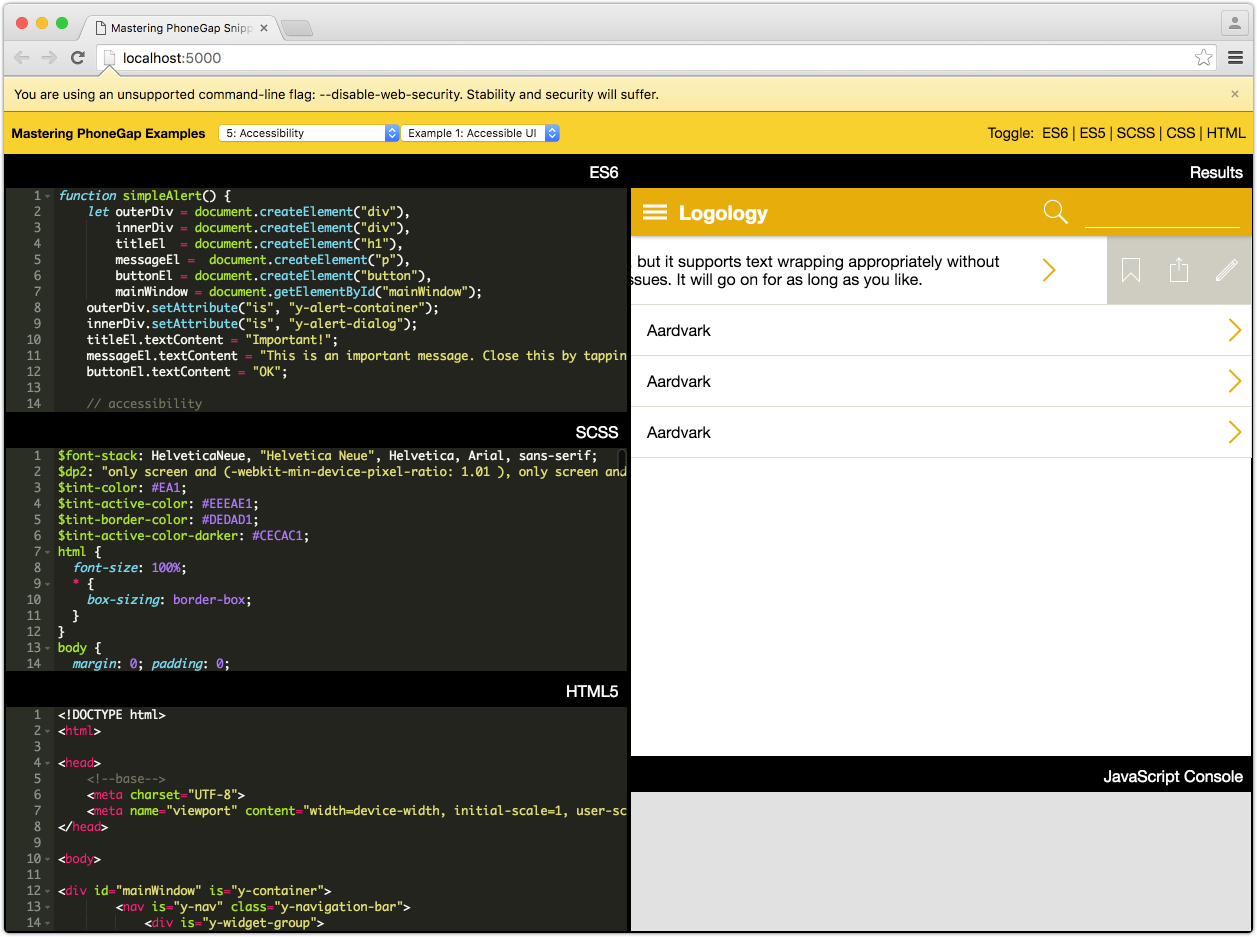 Mastering PhoneGap Snipp
localhost:5000
You are using an unsupported command-line flag: --disable-web-security. Stability and security will suffer.
Mastering PhoneGap Examples 5: Accessibility Example 1: Accessible UI Toggle: ES6 | ES5 | SCSS | CSS | HTML
ES6
1 function simpleAlert() {
2 let outerDiv = document.createElement("div"),
3 innerDiv = document.createElement("div"),
4 titleEl = document.createElement("h1"),
5 messageEl = document.createElement("p"),
6 buttonEl = document.createElement("button"),
7 mainWindow = document.getElementById("mainWindow");
8 outerDiv.setAttribute("is", "y-alert-container");
9 innerDiv.setAttribute("is", "y-alert-dialog");
10 titleEl.textContent = "Important!";
11 messageEl.textContent = "This is an important message. Close this by tappin
12 buttonEl.textContent = "OK";
13
14 // accessibility
SCSS
1 $font-stack: HelveticaNeue, "Helvetica Neue", Helvetica, Arial, sans-serif;
2 $dp2: "only screen and (-webkit-min-device-pixel-ratio: 1.01 ), only screen and
3 $tint-color: #EA1;
4 $tint-active-color: #EEEAE1;
5 $tint-border-color: #DEDAD1;
6 $tint-active-color-darker: #CECAC1;
7 html {
8 font-size: 100%;
9 * {
10 box-sizing: border-box;
11 }
12 }
13 body {
14 margin: 0; padding: 0;
HTML5
1 <!DOCTYPE html>
2 <html>
3
4 <head>
5 <!--base-->
6 <meta charset="UTF-8">
7 <meta name="viewport" content="width=device-width, initial-scale=1, user-sc
8 </head>
9
10 <body>
11
12 <div id="mainWindow" is="y-container">
13 <nav is="y-nav" class="y-navigation-bar">
14 <div is="y-widget-group">
Results
Logology
but it supports text wrapping appropriately without
ssues. It will go on for as long as you like.
Aardvark
Aardvark
Aardvark
JavaScript Console